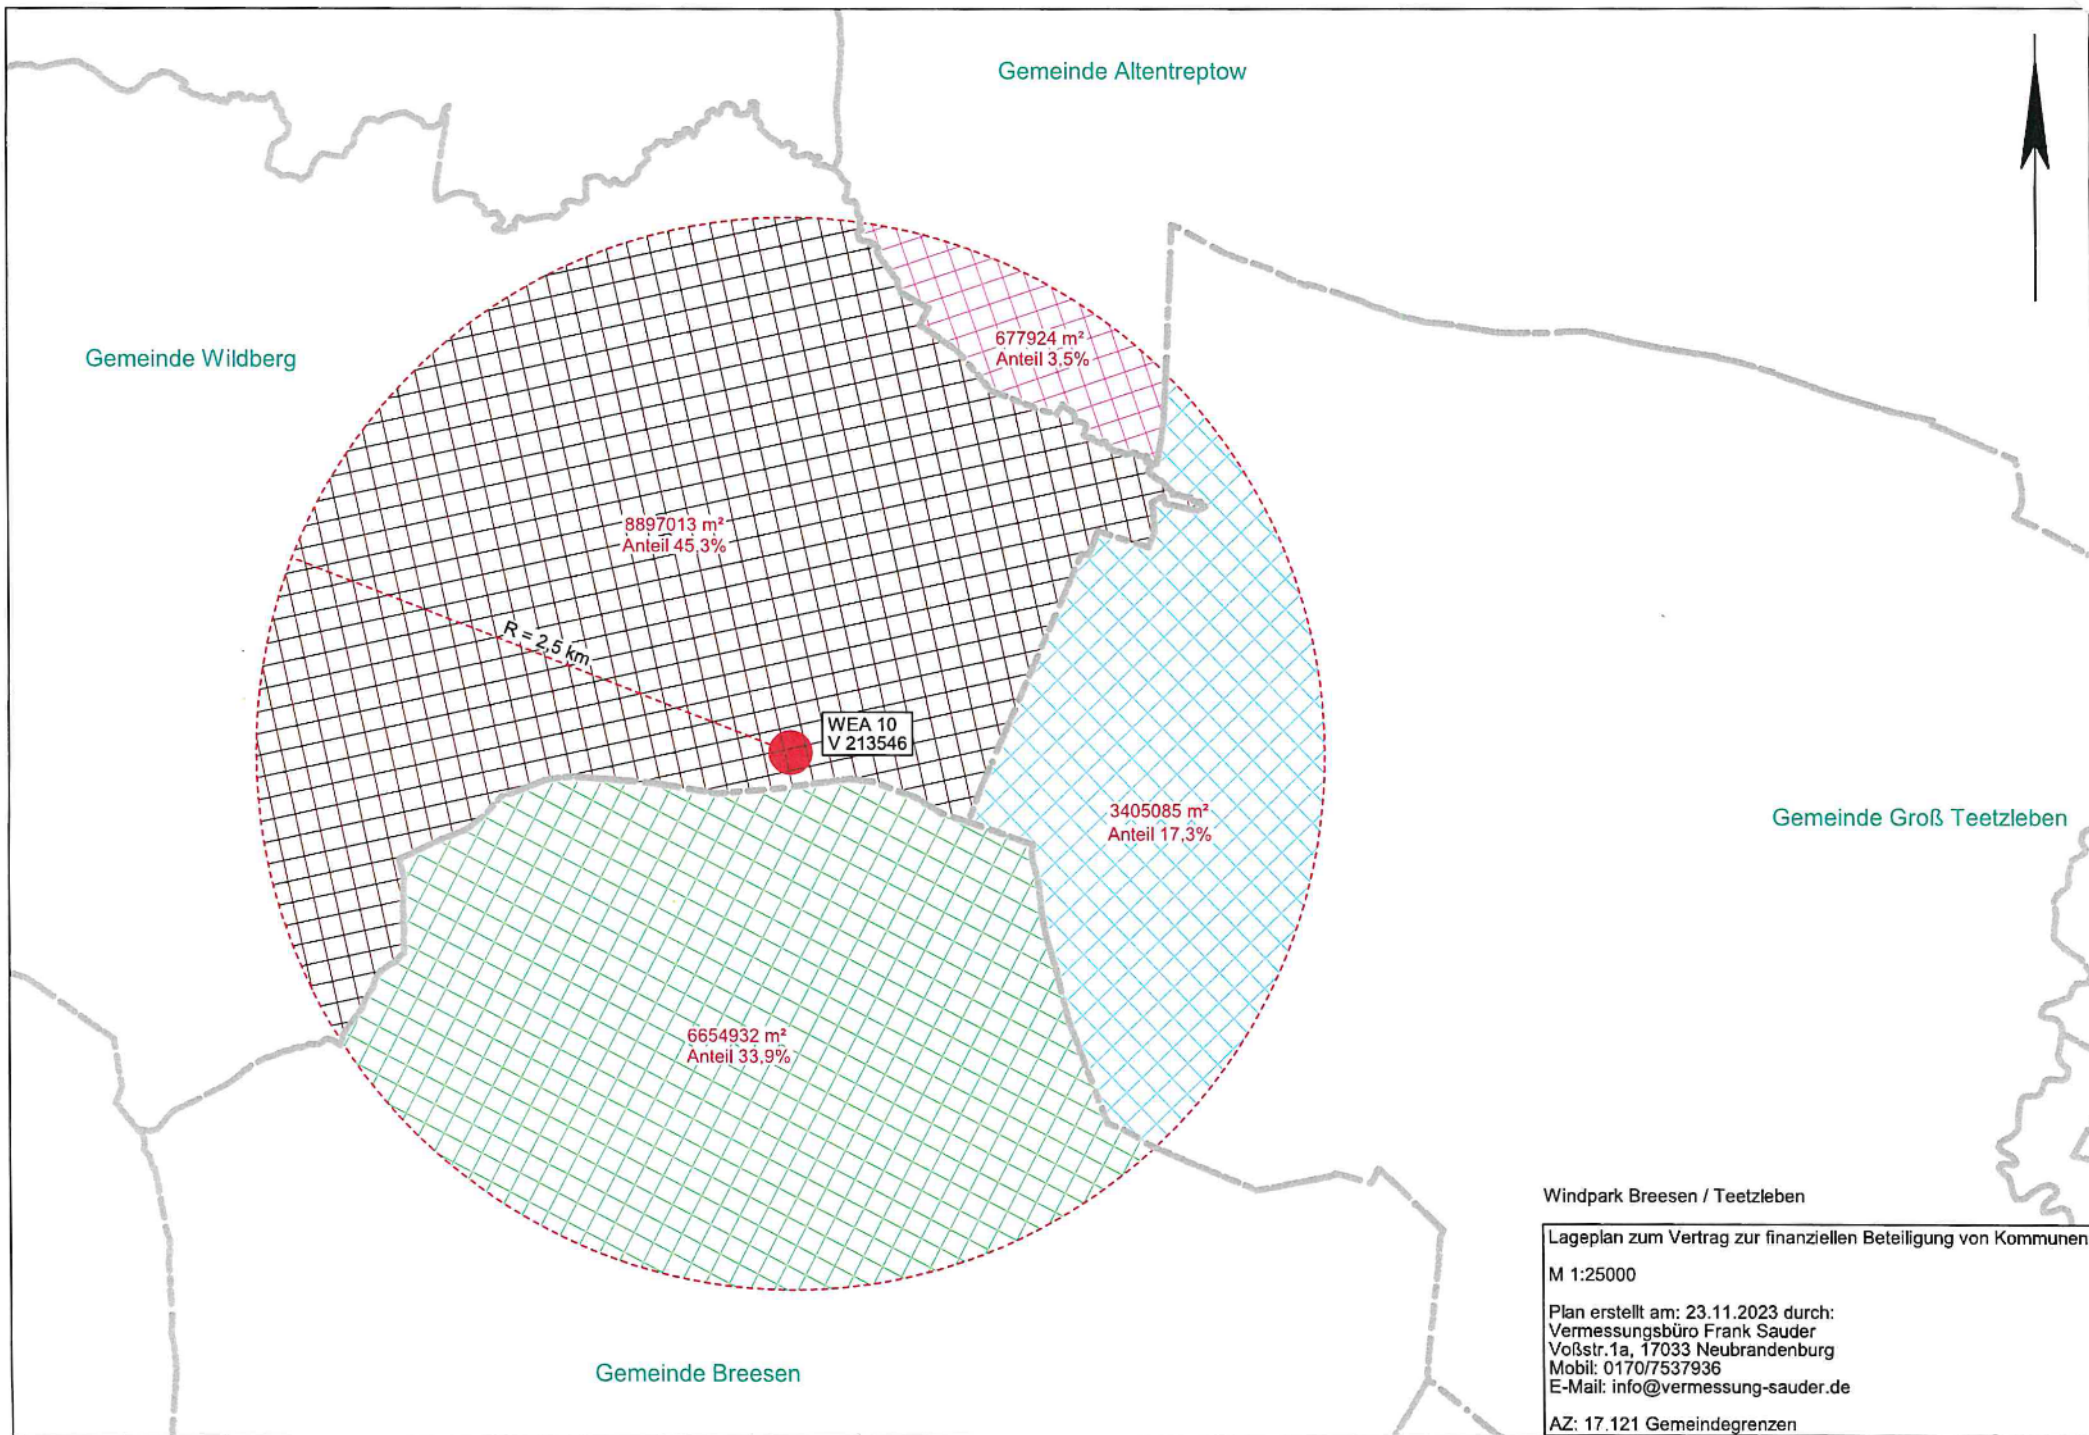 Gemeinde Altentreptow
677924 m²
Anteil 3,5%
Gemeinde Wildberg
8897013 m²
Anteil 45,3%
R = 2,5 km
WEA 10
V 213546
3405085 m²
Anteil 17,3%
Gemeinde Groß Teetzleben
6654932 m²
Anteil 33,9%
Gemeinde Breesen
Windpark Breesen / Teetzleben
Lageplan zum Vertrag zur finanziellen Beteiligung von Kommunen
M 1:25000
Plan erstellt am: 23.11.2023 durch:
Vermessungsbüro Frank Sauder
Voßstr.1a, 17033 Neubrandenburg
Mobil: 0170/7537936
E-Mail: info@vermessung-sauder.de
AZ: 17.121 Gemeindegrenzen